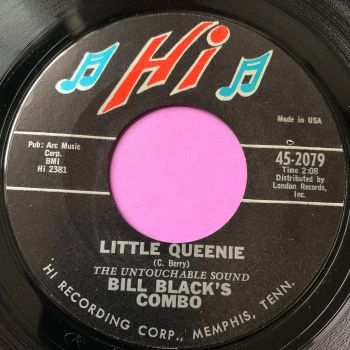 Hi
Made in USA
Pub: Arc Music
Corp.
BMI
Hi 2381
45-2079
Time 2:08
Distributed by
London Records,
Inc.
LITTLE QUEENIE
(C. Berry)
THE UNTOUCHABLE SOUND
BILL BLACK'S
COMBO
HI RECORDING CORP., MEMPHIS, TENN.